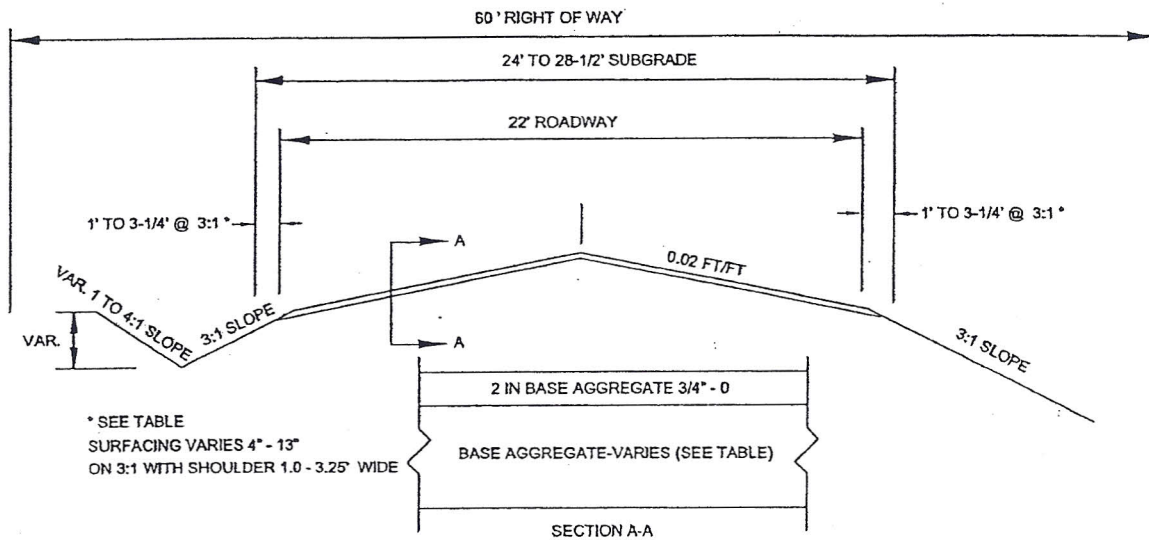 60' RIGHT OF WAY
24' TO 28-1/2' SUBGRADE
22' ROADWAY
1' TO 3-1/4' @ 3:1 *
1' TO 3-1/4' @ 3:1 *
A
0.02 FT/FT
VAR. 1 TO 4:1 SLOPE
3:1 SLOPE
VAR.
A
3:1 SLOPE
2 IN BASE AGGREGATE 3/4" - 0
* SEE TABLE
SURFACING VARIES 4" - 13"
ON 3:1 WITH SHOULDER 1.0 - 3.25' WIDE
BASE AGGREGATE-VARIES (SEE TABLE)
SECTION A-A